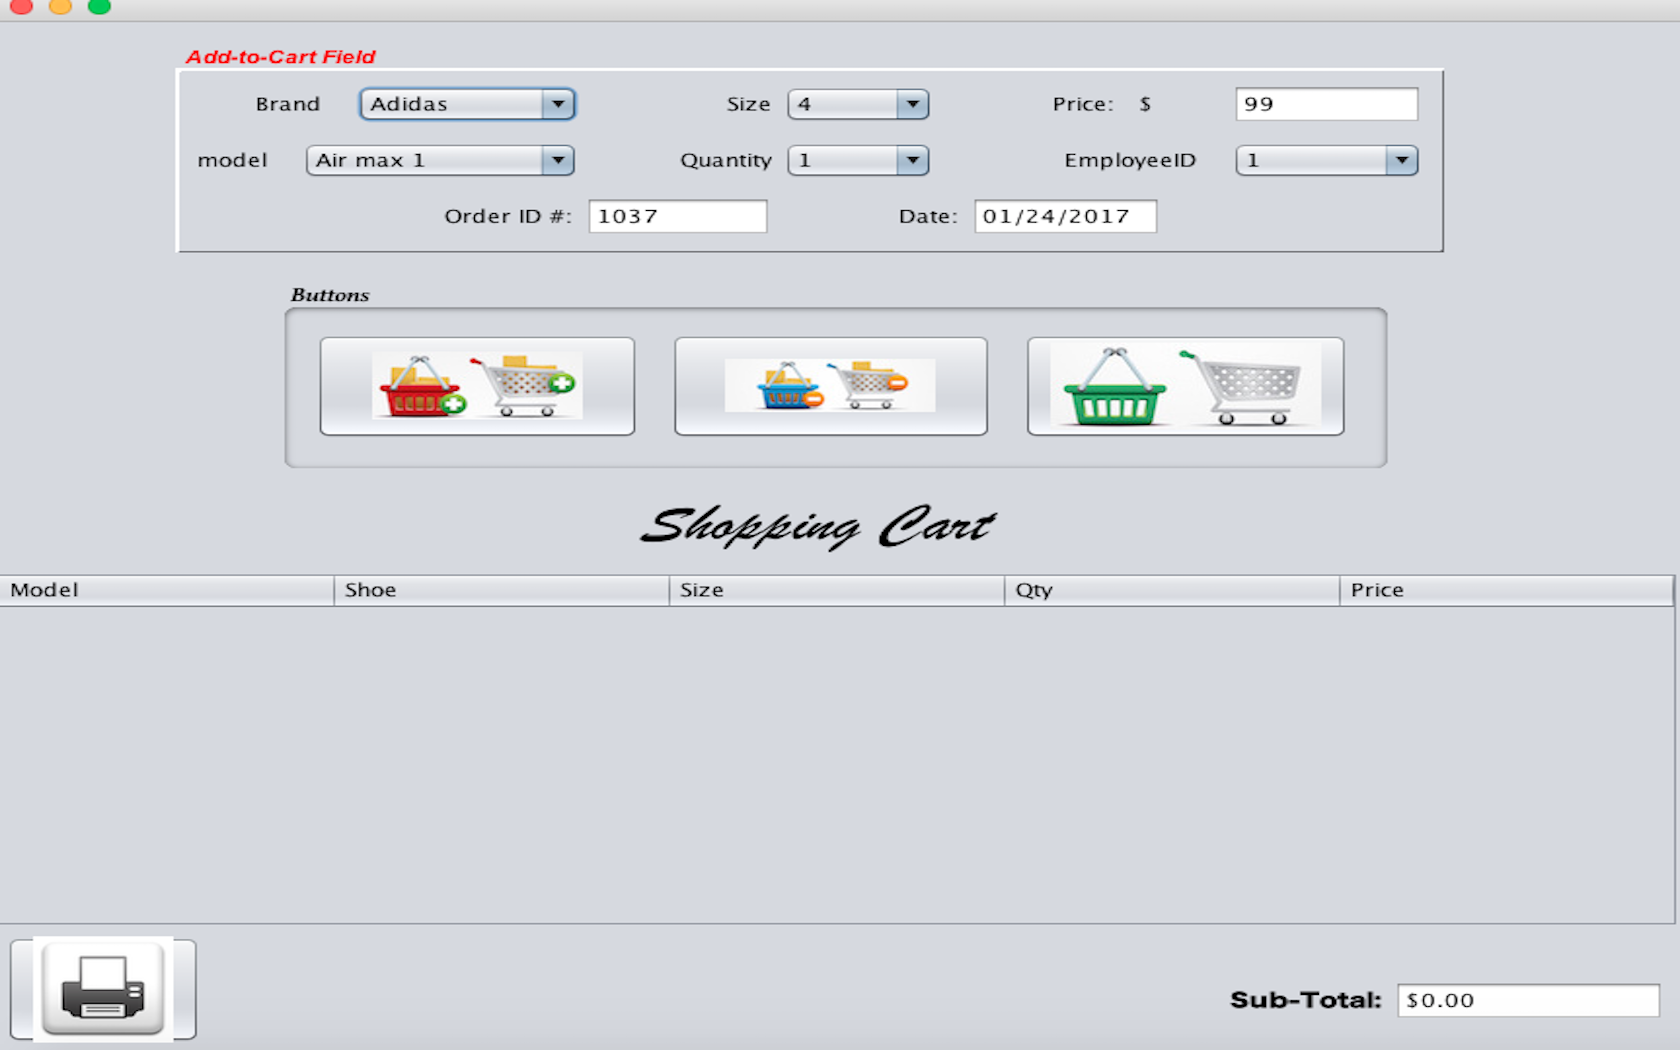 Add-to-Cart Field
Brand Adidas Size 4 Price: $ 99
model Air max 1 Quantity 1 EmployeeID 1
Order ID #: 1037 Date: 01/24/2017
Buttons
Shopping Cart
Model Shoe Size Qty Price
Sub-Total: $0.00